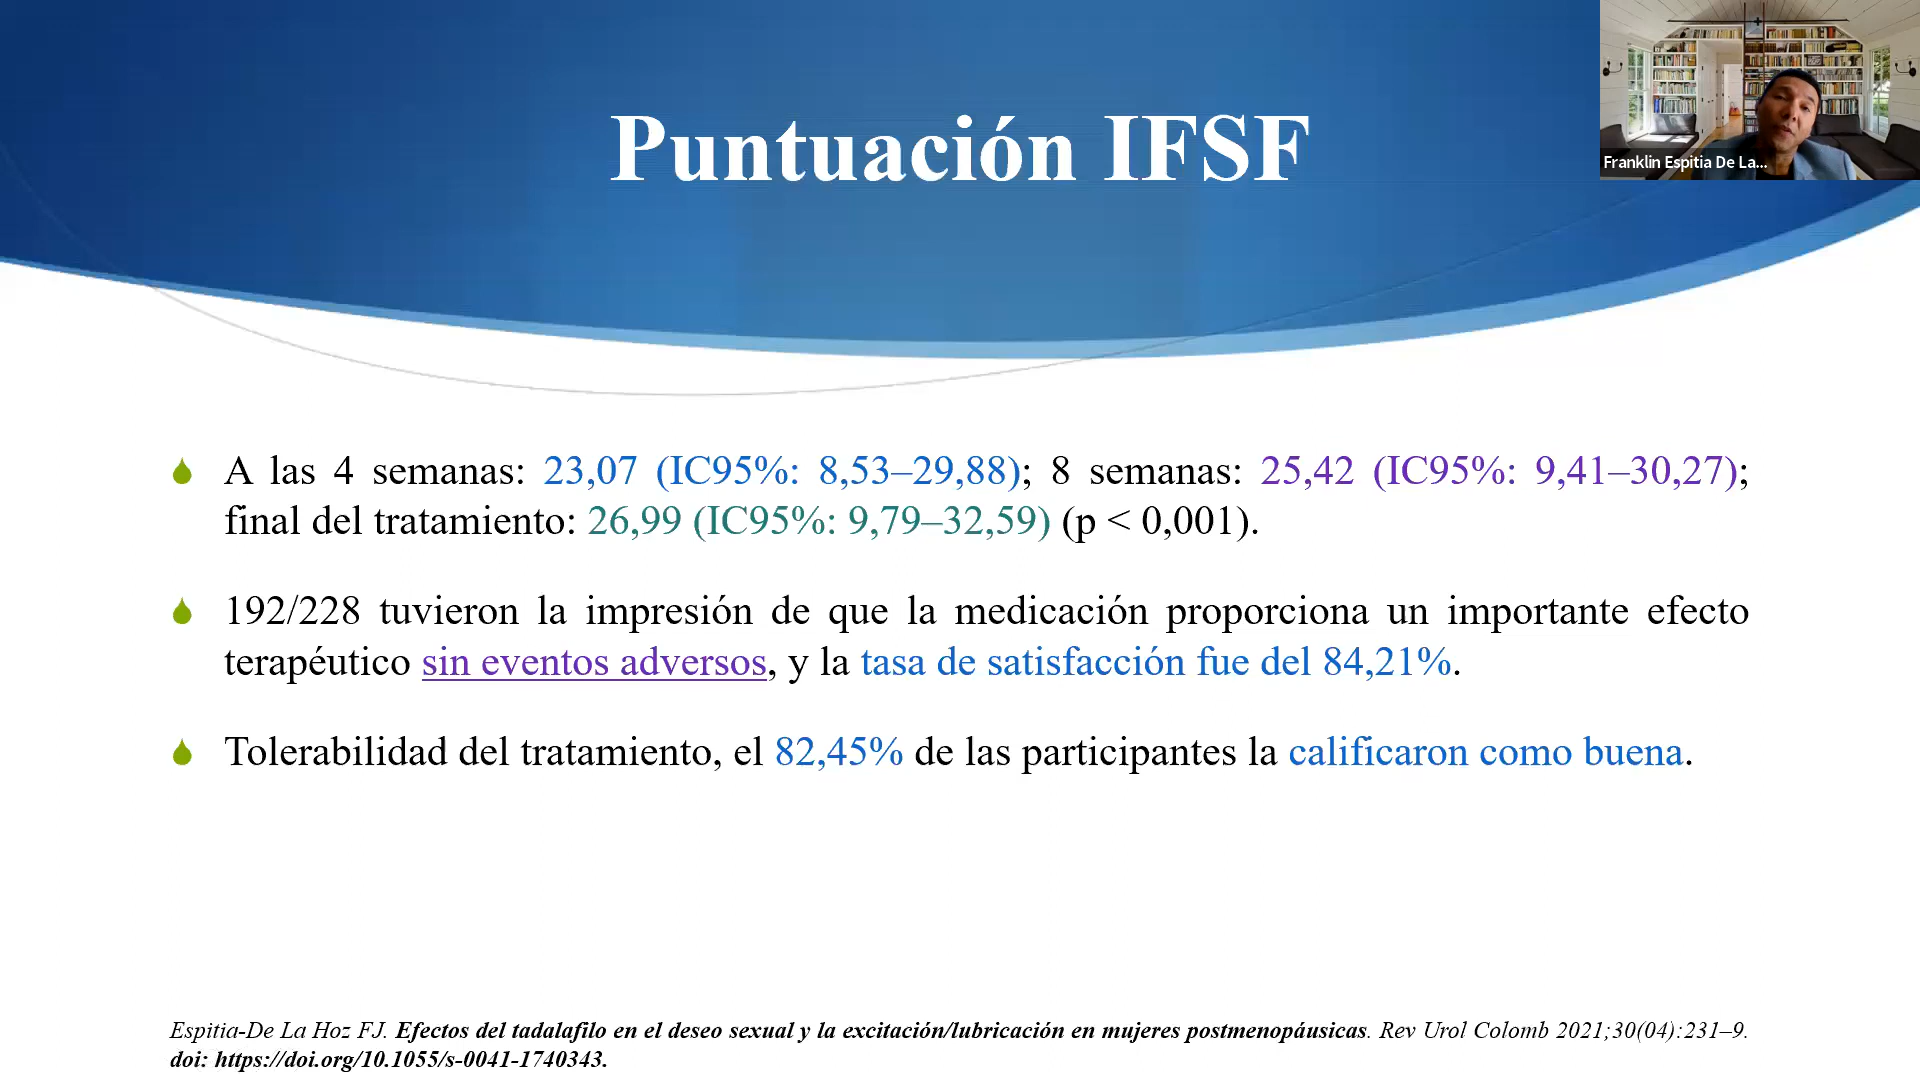 Puntuación IFSF
Franklin Espitia De La...
A las 4 semanas: 23,07 (IC95%: 8,53–29,88); 8 semanas: 25,42 (IC95%: 9,41–30,27);
final del tratamiento: 26,99 (IC95%: 9,79–32,59) (p < 0,001).
192/228 tuvieron la impresión de que la medicación proporciona un importante efecto
terapéutico sin eventos adversos, y la tasa de satisfacción fue del 84,21%.
Tolerabilidad del tratamiento, el 82,45% de las participantes la calificaron como buena.
Espitia-De La Hoz FJ. Efectos del tadalafilo en el deseo sexual y la excitación/lubricación en mujeres postmenopáusicas. Rev Urol Colomb 2021;30(04):231–9.
doi: https://doi.org/10.1055/s-0041-1740343.